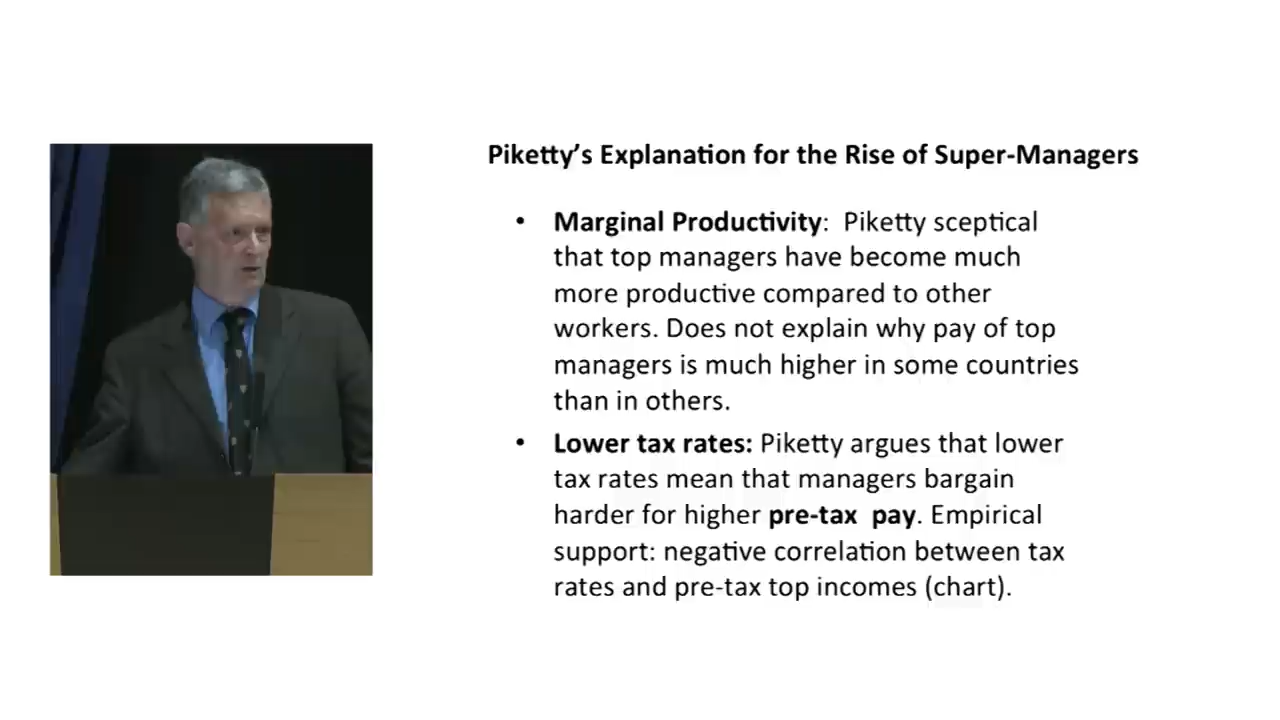 Piketty's Explanation for the Rise of Super-Managers
• Marginal Productivity:  Piketty sceptical
that top managers have become much
more productive compared to other
workers. Does not explain why pay of top
managers is much higher in some countries
than in others.
• Lower tax rates: Piketty argues that lower
tax rates mean that managers bargain
harder for higher pre-tax  pay. Empirical
support: negative correlation between tax
rates and pre-tax top incomes (chart).